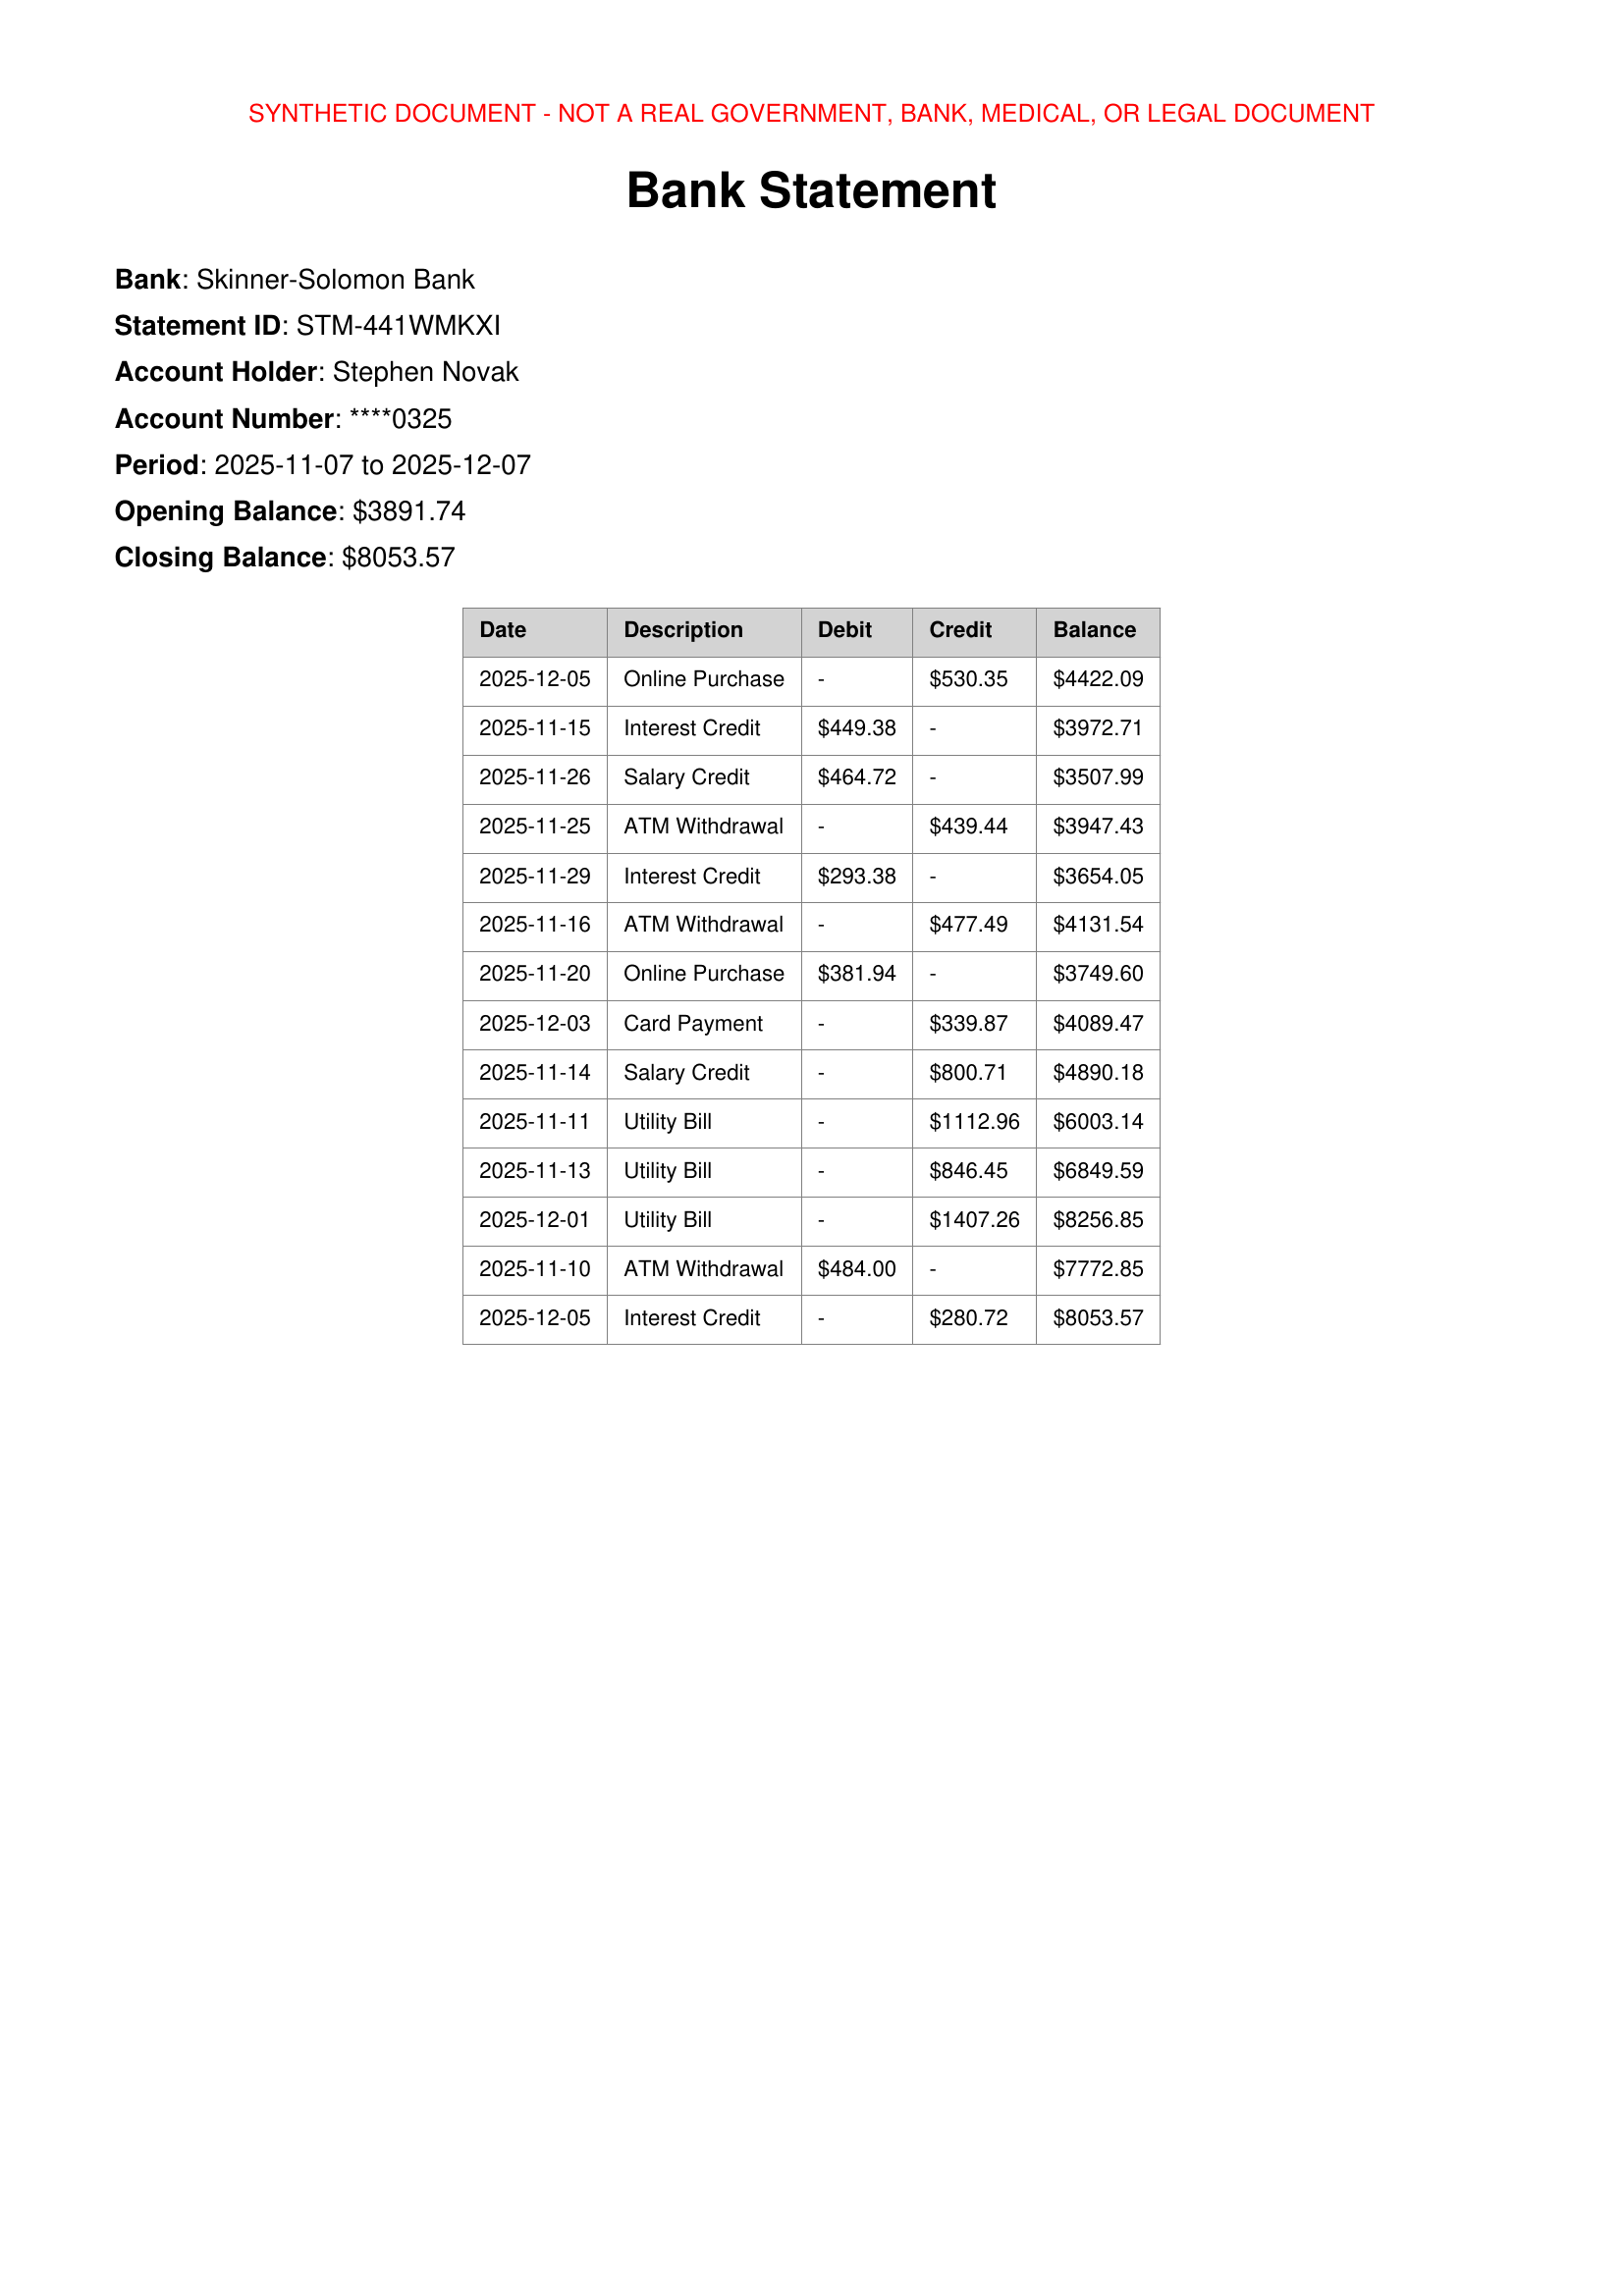 SYNTHETIC DOCUMENT - NOT A REAL GOVERNMENT, BANK, MEDICAL, OR LEGAL DOCUMENT
Bank Statement
Bank: Skinner-Solomon Bank
Statement ID: STM-441WMKXI
Account Holder: Stephen Novak
Account Number: ****0325
Period: 2025-11-07 to 2025-12-07
Opening Balance: $3891.74
Closing Balance: $8053.57
Date Description Debit Credit Balance
2025-12-05 Online Purchase - $530.35 $4422.09
2025-11-15 Interest Credit $449.38 - $3972.71
2025-11-26 Salary Credit $464.72 - $3507.99
2025-11-25 ATM Withdrawal - $439.44 $3947.43
2025-11-29 Interest Credit $293.38 - $3654.05
2025-11-16 ATM Withdrawal - $477.49 $4131.54
2025-11-20 Online Purchase $381.94 - $3749.60
2025-12-03 Card Payment - $339.87 $4089.47
2025-11-14 Salary Credit - $800.71 $4890.18
2025-11-11 Utility Bill - $1112.96 $6003.14
2025-11-13 Utility Bill - $846.45 $6849.59
2025-12-01 Utility Bill - $1407.26 $8256.85
2025-11-10 ATM Withdrawal $484.00 - $7772.85
2025-12-05 Interest Credit - $280.72 $8053.57